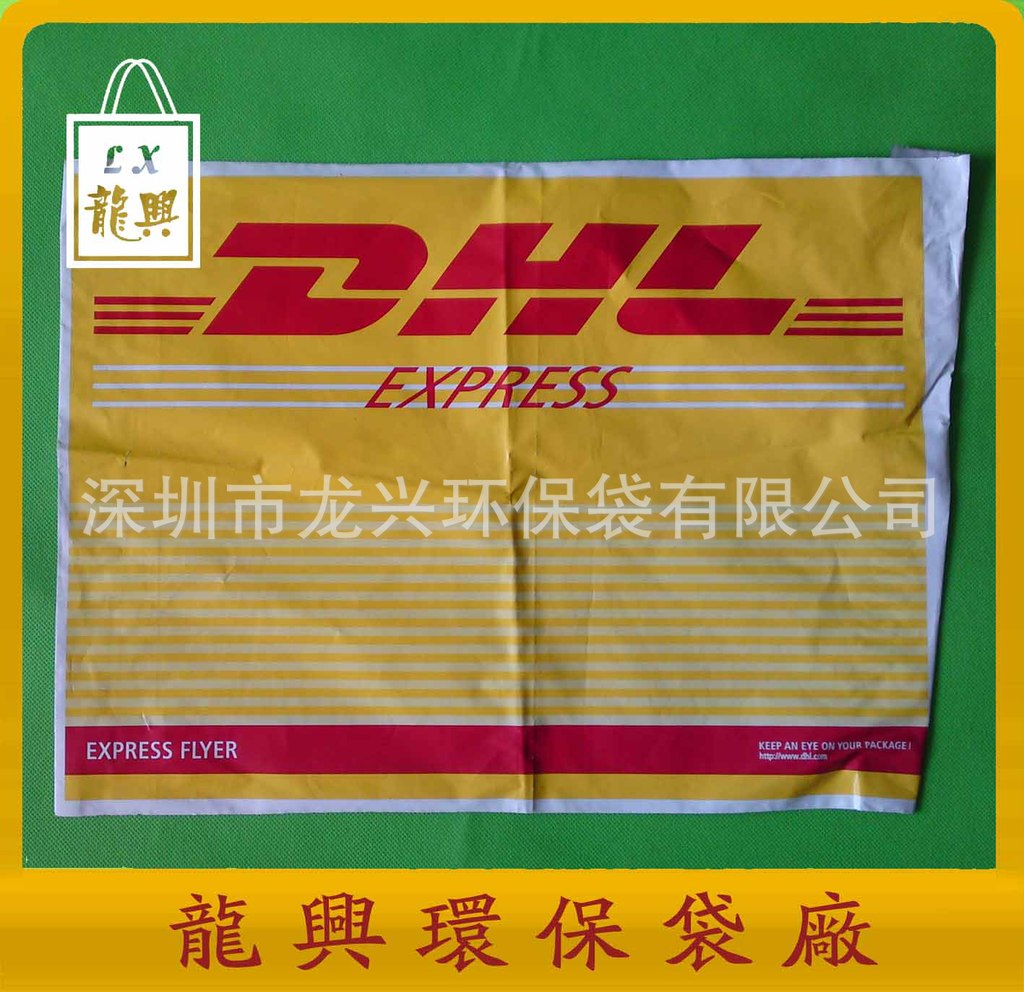 LX
龍興
DHL
EXPRESS
深圳市龙兴环保袋有限公司
EXPRESS FLYER
KEEP AN EYE ON YOUR PACKAGE!
http://www.dhl.com
龍興環保袋廠